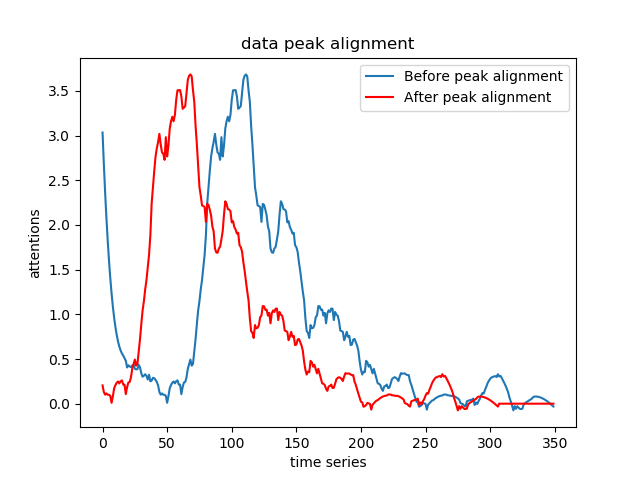 data peak alignment
Before peak alignment
After peak alignment
attentions
3.5
3.0
2.5
2.0
1.5
1.0
0.5
0.0
0 50 100 150 200 250 300 350
time series